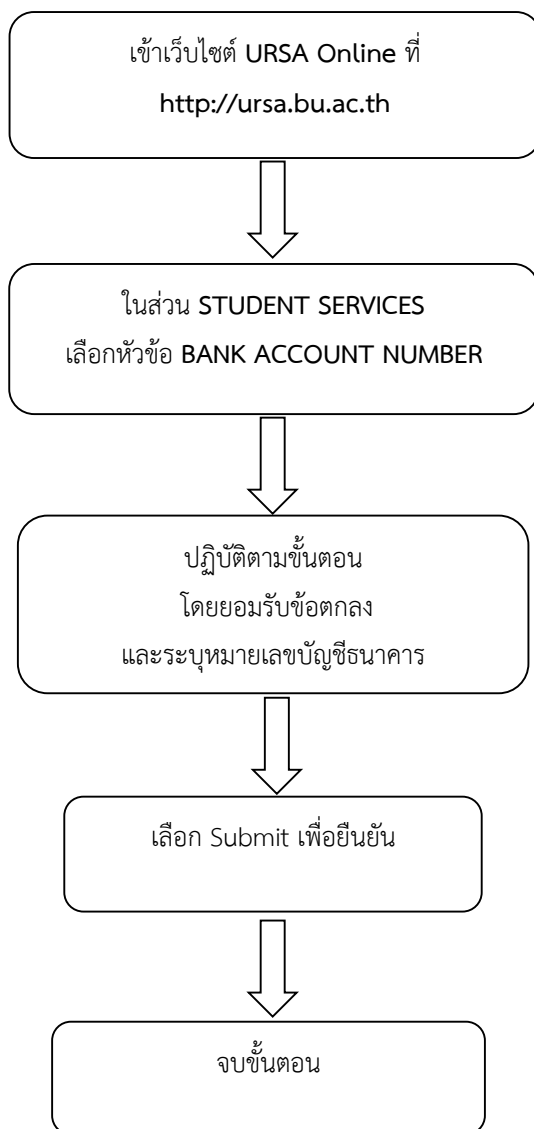 เข้าเว็บไซต์ URSA Online ที่
http://ursa.bu.ac.th
ในส่วน STUDENT SERVICES
เลือกหัวข้อ BANK ACCOUNT NUMBER
ปฏิบัติตามขั้นตอน
โดยยอมรับข้อตกลง
และระบุหมายเลขบัญชีธนาคาร
เลือก Submit เพื่อยืนยัน
จบขั้นตอน